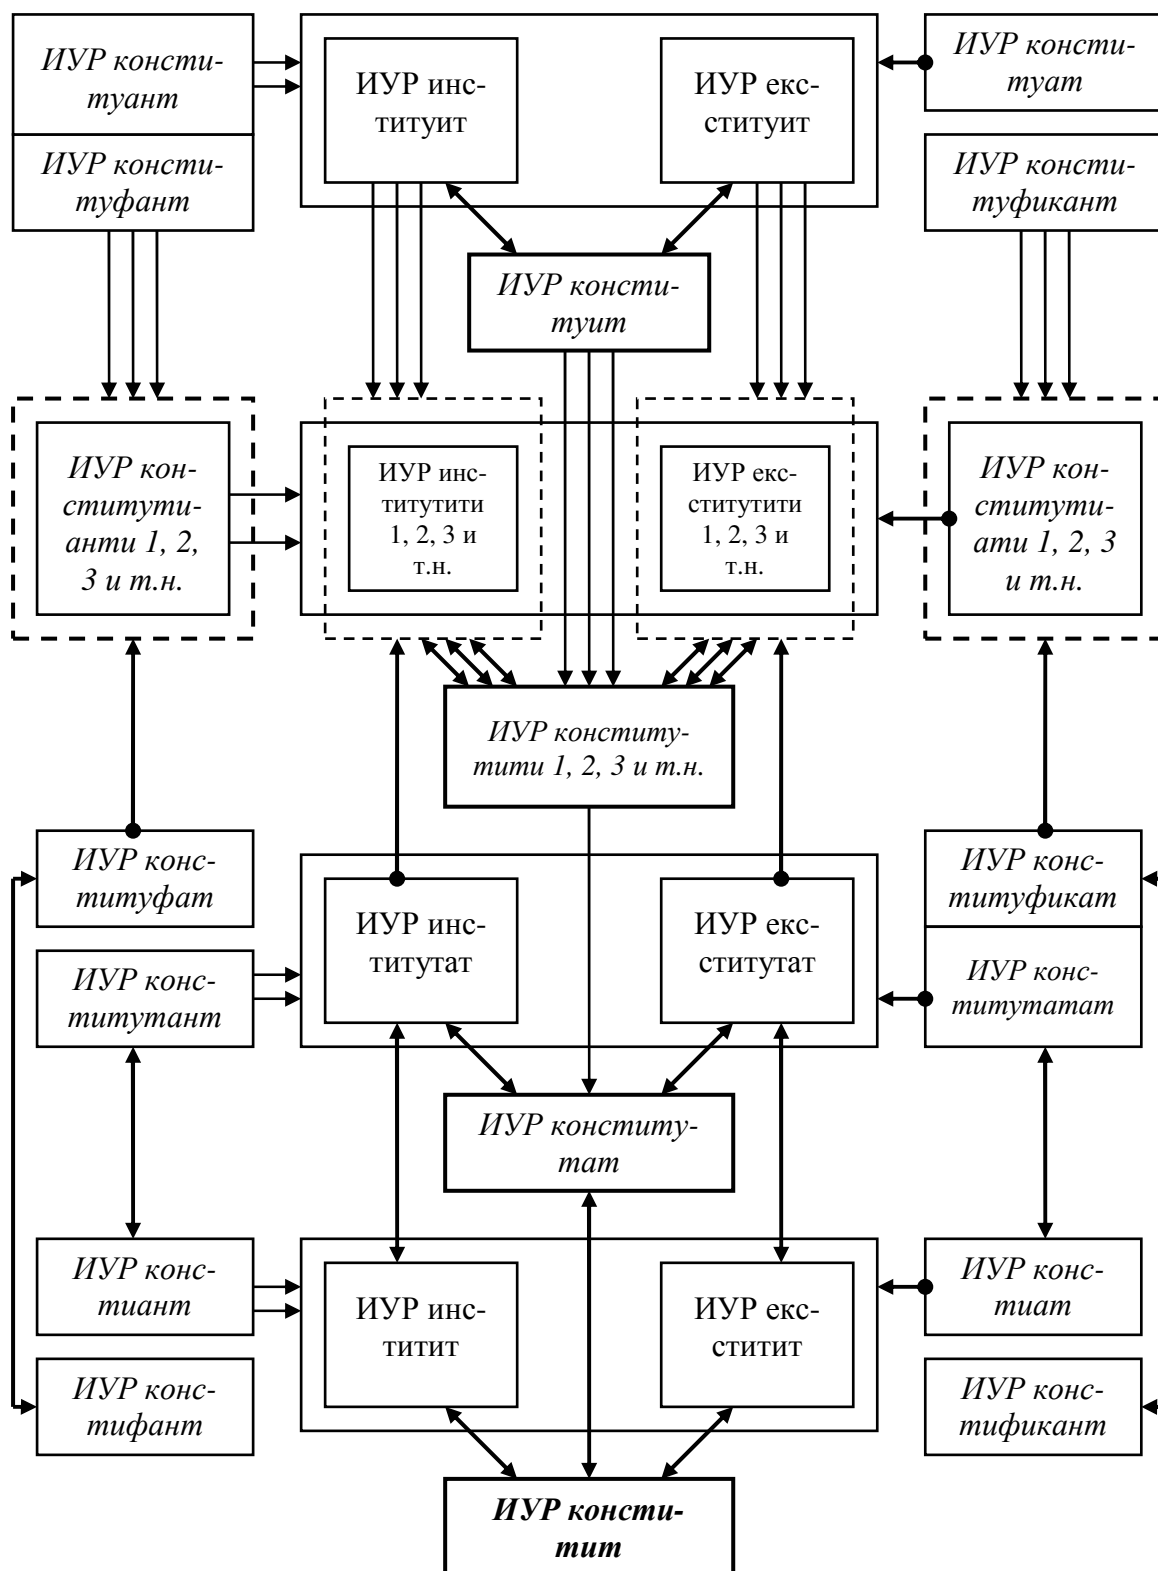 ИУР консти-
туант
ИУР инс-
титуит
ИУР екс-
ституит
ИУР консти-
туат
ИУР консти-
туфант
ИУР консти-
туфикант
ИУР консти-
туит
ИУР кон-
ститути-
анти 1, 2,
3 и т.н.
ИУР инс-
титутити
1, 2, 3 и
т.н.
ИУР екс-
ститутити
1, 2, 3 и
т.н.
ИУР кон-
ститути-
ати 1, 2, 3
и т.н.
ИУР конститу-
тити 1, 2, 3 и т.н.
ИУР конс-
титуфат
ИУР инс-
титутат
ИУР екс-
ститутат
ИУР конс-
титуфикат
ИУР конс-
титутант
ИУР конс-
титутатат
ИУР конститу-
тат
ИУР конс-
тиант
ИУР инс-
титит
ИУР екс-
ститит
ИУР конс-
тиат
ИУР конс-
тифант
ИУР конс-
тификант
ИУР консти-
тит